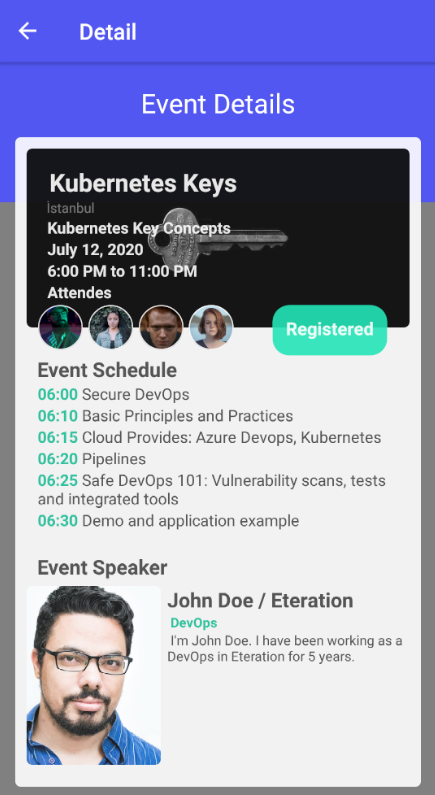 Detail
Event Details
Kubernetes Keys
İstanbul
Kubernetes Key Concepts
July 12, 2020
6:00 PM to 11:00 PM
Attendes
Registered
Event Schedule
06:00 Secure DevOps
06:10 Basic Principles and Practices
06:15 Cloud Provides: Azure Devops, Kubernetes
06:20 Pipelines
06:25 Safe DevOps 101: Vulnerability scans, tests
and integrated tools
06:30 Demo and application example
Event Speaker
John Doe / Eteration
DevOps
I'm John Doe. I have been working as a
DevOps in Eteration for 5 years.